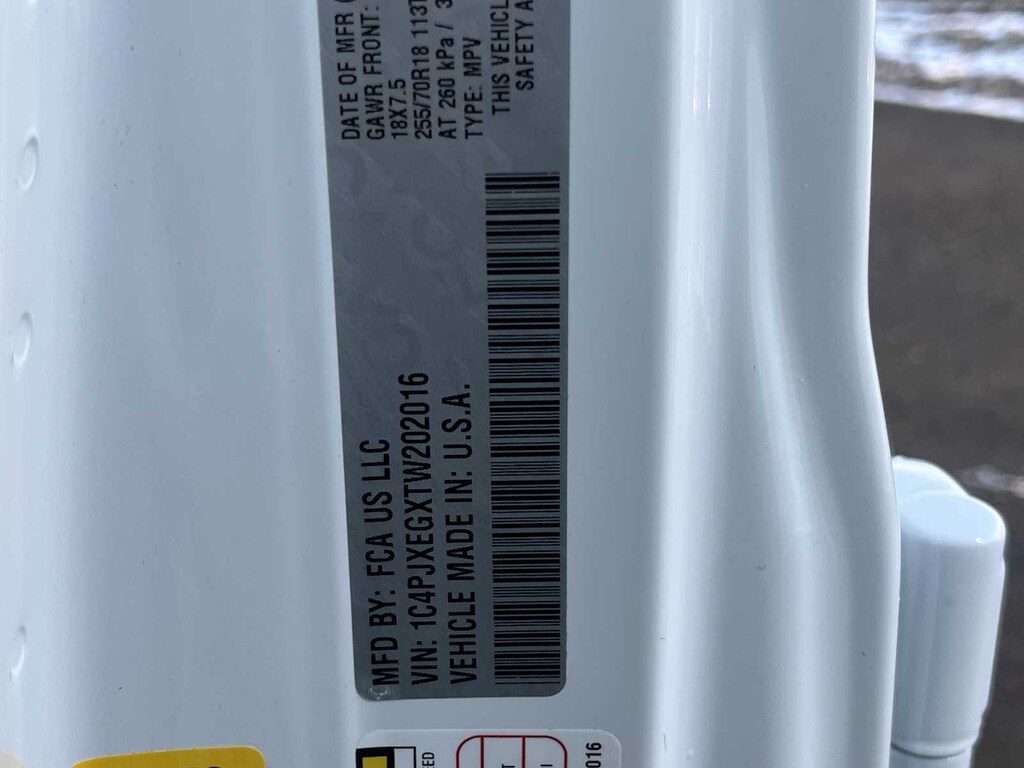 MFD BY: FCA US LLC
VIN: 1C4PJXEGXTW202016
VEHICLE MADE IN: U.S.A.
DATE OF MFR
GAWR FRONT:
18X7.5
255/70R18 113T
AT 260 kPa / 3
TYPE: MPV
THIS VEHICL
SAFETY A
016